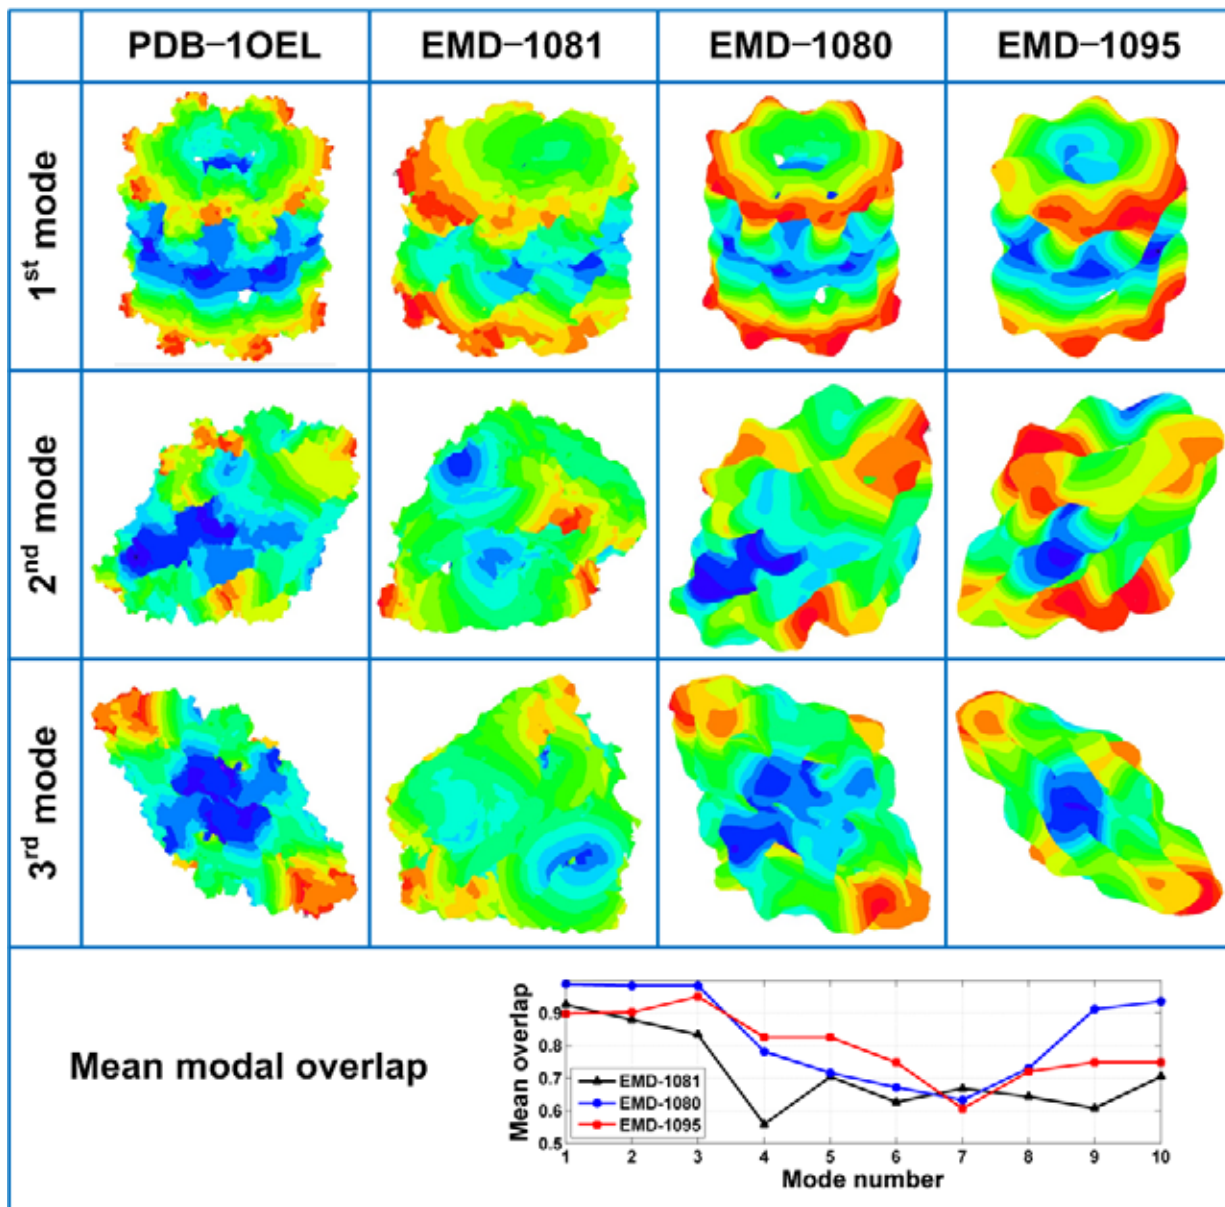 PDB–1OEL EMD–1081 EMD–1080 EMD–1095
1st mode
2nd mode
3rd mode
Mean modal overlap
Mean overlap
0.9
0.8
0.7
0.6
0.5
EMD-1081
EMD-1080
EMD-1095
1 2 3 4 5 6 7 8 9 10
Mode number